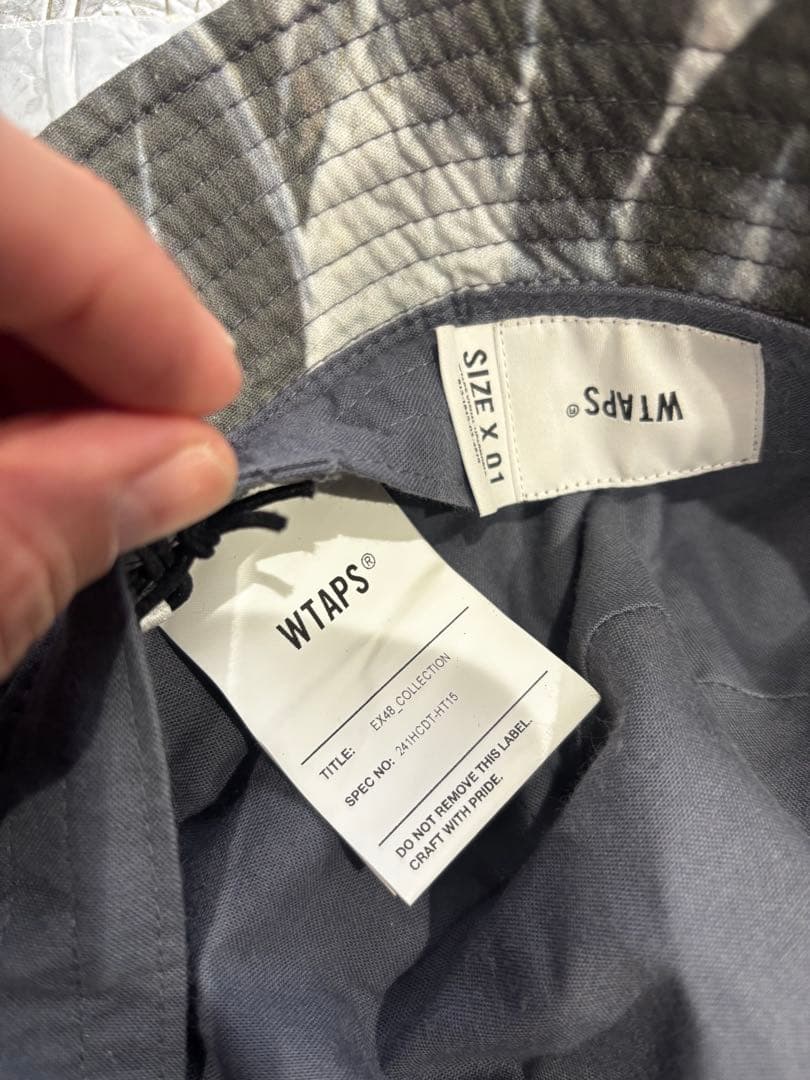 WTAPS®
SIZE X 01
WTAPS®
TITLE: EX48_COLLECTION
SPEC NO: 241HCDT-HT15
DO NOT REMOVE THIS LABEL.
CRAFT WITH PRIDE.